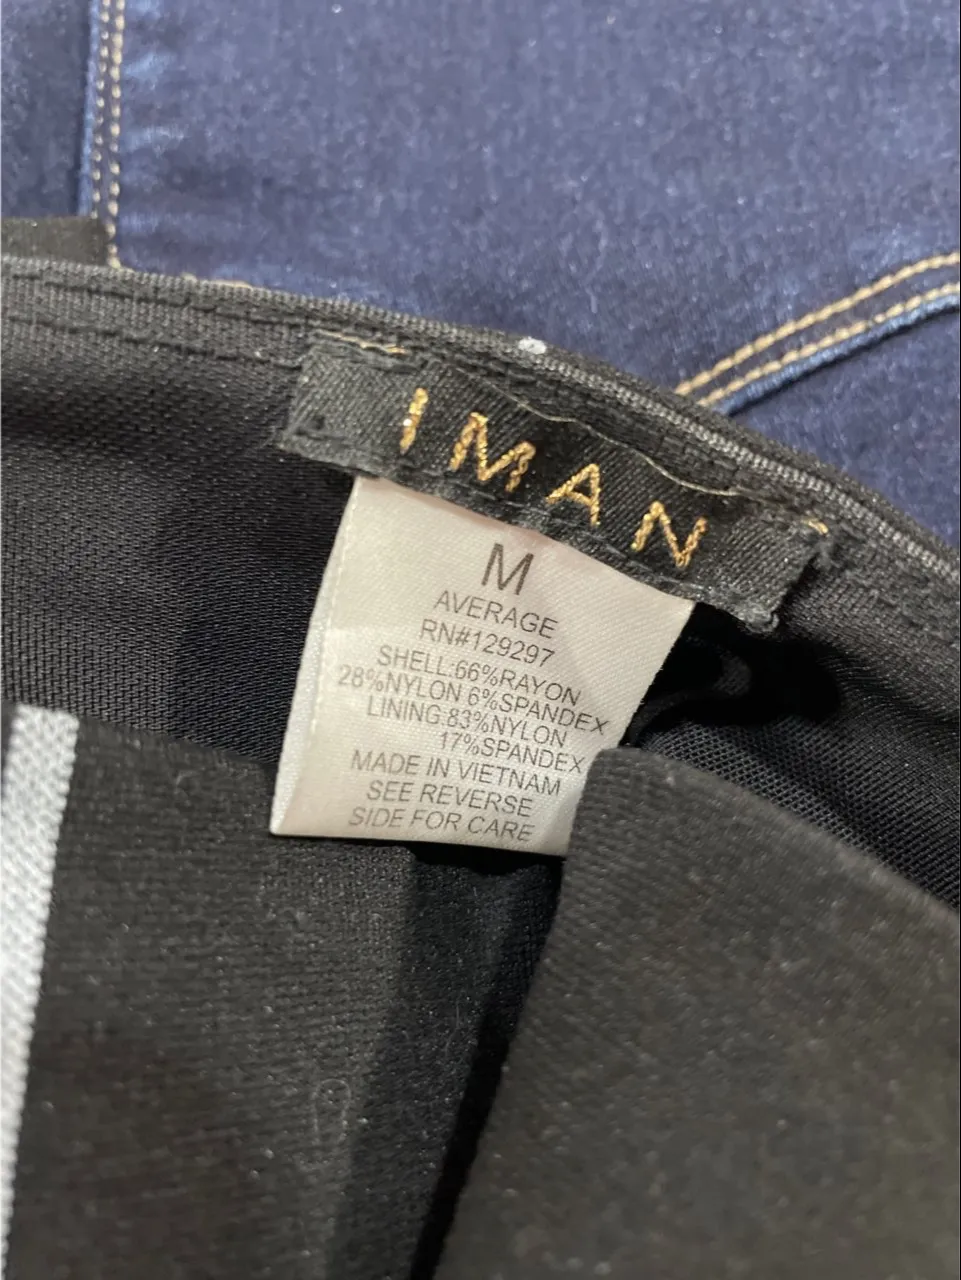 IMAN
M
AVERAGE
RN#129297
SHELL:66%RAYON
28%NYLON 6%SPANDEX
LINING:83%NYLON
17%SPANDEX
MADE IN VIETNAM
SEE REVERSE
SIDE FOR CARE